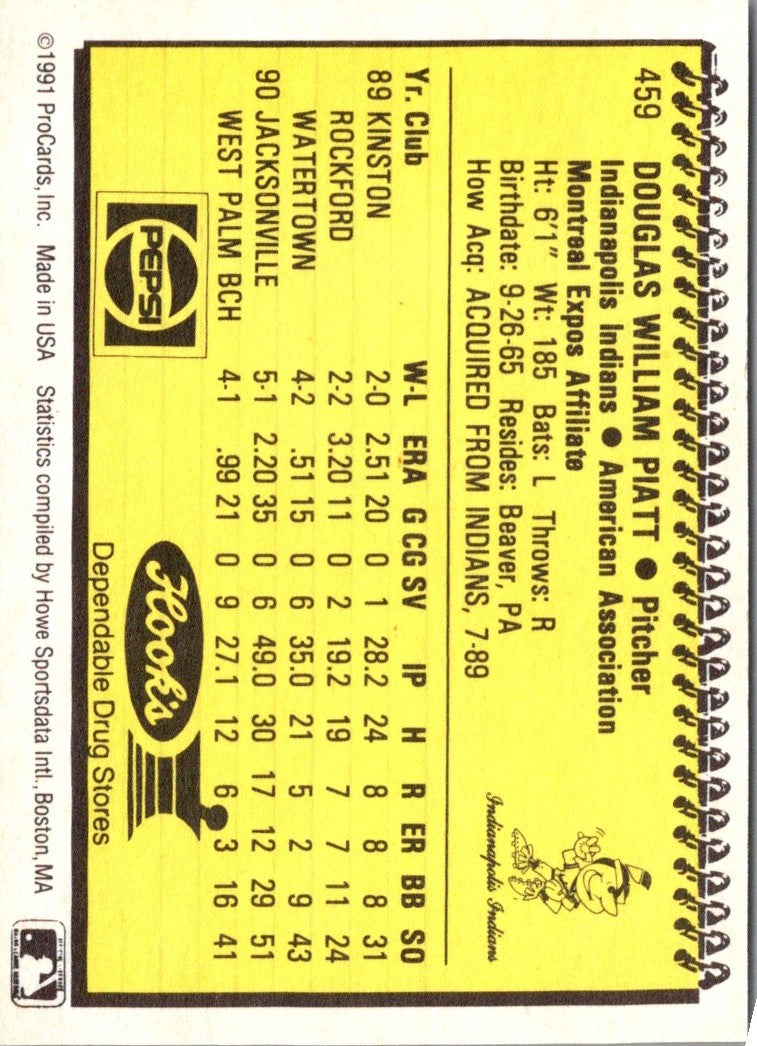 459 DOUGLAS WILLIAM PIATT ● Pitcher
Indianapolis Indians ● American Association
Montreal Expos Affiliate
Ht: 6'1" Wt: 185 Bats: L Throws: R
Birthdate: 9-26-65 Resides: Beaver, PA
How Acq: ACQUIRED FROM INDIANS, 7-89
Indianapolis Indians
Yr. Club W-L ERA G CG SV IP H R ER BB SO
89 KINSTON 2-0 2.51 20 0 1 28.2 24 8 8 8 31
ROCKFORD 2-2 3.20 11 0 2 19.2 19 7 7 11 24
WATERTOWN 4-2 .51 15 0 6 35.0 21 5 2 9 43
90 JACKSONVILLE 5-1 2.20 35 0 6 49.0 30 17 12 29 51
WEST PALM BCH 4-1 .99 21 0 9 27.1 12 6 3 16 41
PEPSI
Hook's
Dependable Drug Stores
©1991 ProCards, Inc. Made in USA Statistics compiled by Howe Sportsdata Intl., Boston, MA